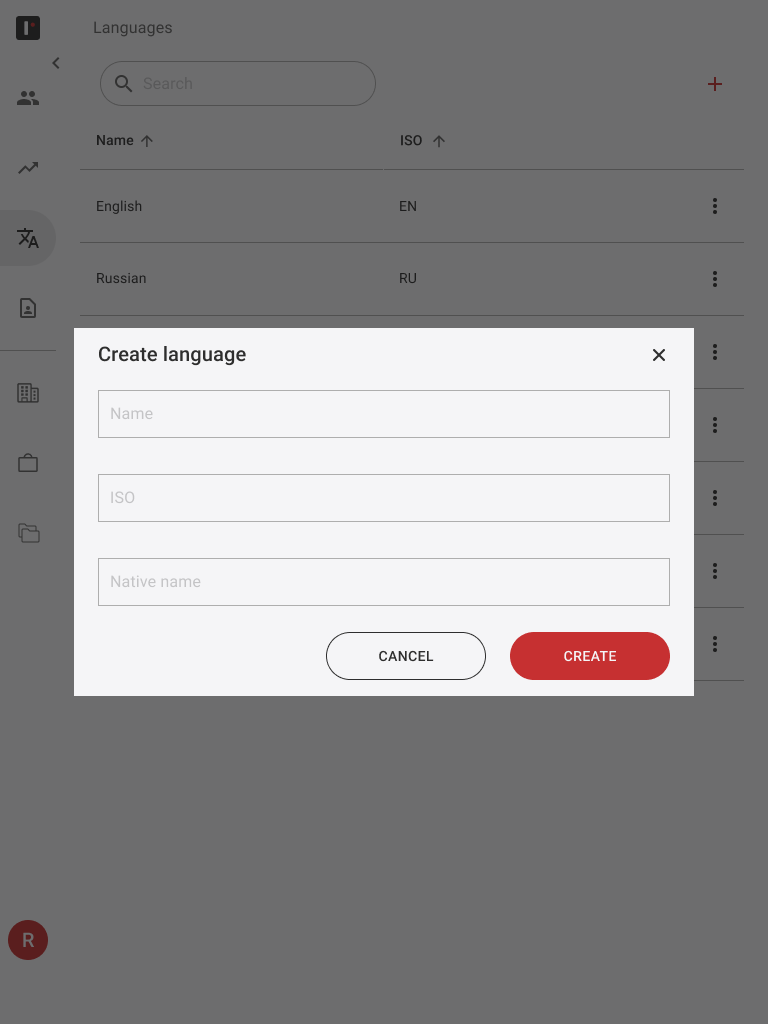 Languages
Search
Name
ISO
English
EN
Russian
RU
Create language
Name
ISO
Native name
CANCEL
CREATE
R